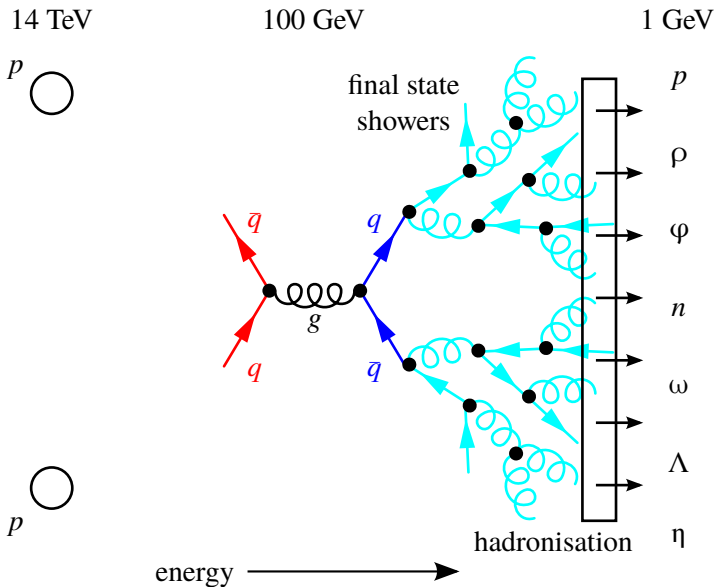 14 TeV
100 GeV
1 GeV
p
final state
showers
p
ρ
q̅
q
φ
g
n
q
q̅
ω
Λ
p
hadronisation
η
energy